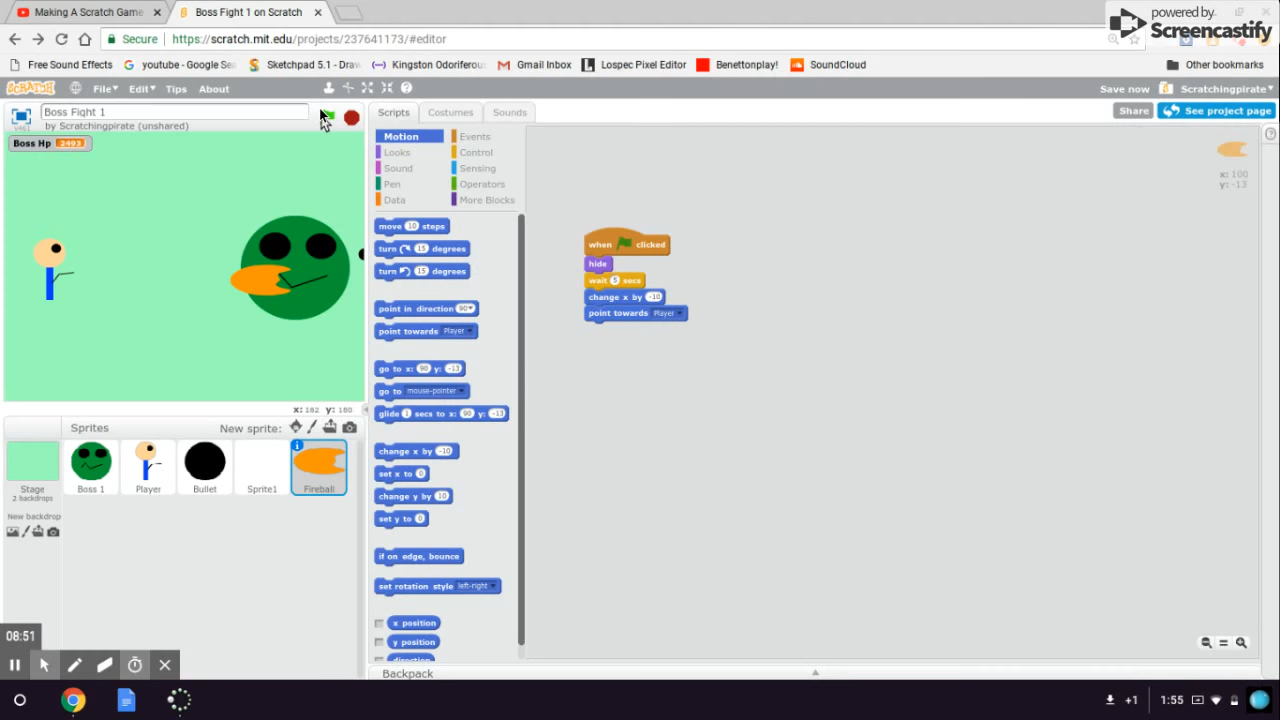 Making A Scratch Game
Boss Fight 1 on Scratch
powered by
Screencastify
Secure
https://scratch.mit.edu/projects/237641173/#editor
Free Sound Effects
youtube - Google Se
Sketchpad 5.1 - Draw
Kingston Odoriferou
Gmail Inbox
Lospec Pixel Editor
Benettonplay!
SoundCloud
Other bookmarks
SCRATCH
File
Edit
Tips
About
Save now
Scratchingpirate
Boss Fight 1
by Scratchingpirate (unshared)
v461
Scripts
Costumes
Sounds
Share
See project page
Boss Hp 2493
Motion
Looks
Sound
Pen
Data
Events
Control
Sensing
Operators
More Blocks
move 10 steps
turn 15 degrees
turn 15 degrees
point in direction 90
point towards Player
go to x: 90 y: -13
go to mouse-pointer
glide 1 secs to x: 90 y: -13
change x by -10
set x to 0
change y by 10
set y to 0
if on edge, bounce
set rotation style left-right
x position
y position
direction
when clicked
hide
wait 5 secs
change x by -10
point towards Player
x: 100
y: -13
x: 182 y: 180
Sprites
New sprite:
Stage
2 backdrops
New backdrop
Boss 1
Player
Bullet
Sprite1
Fireball
Backpack
08:51
+1
1:55